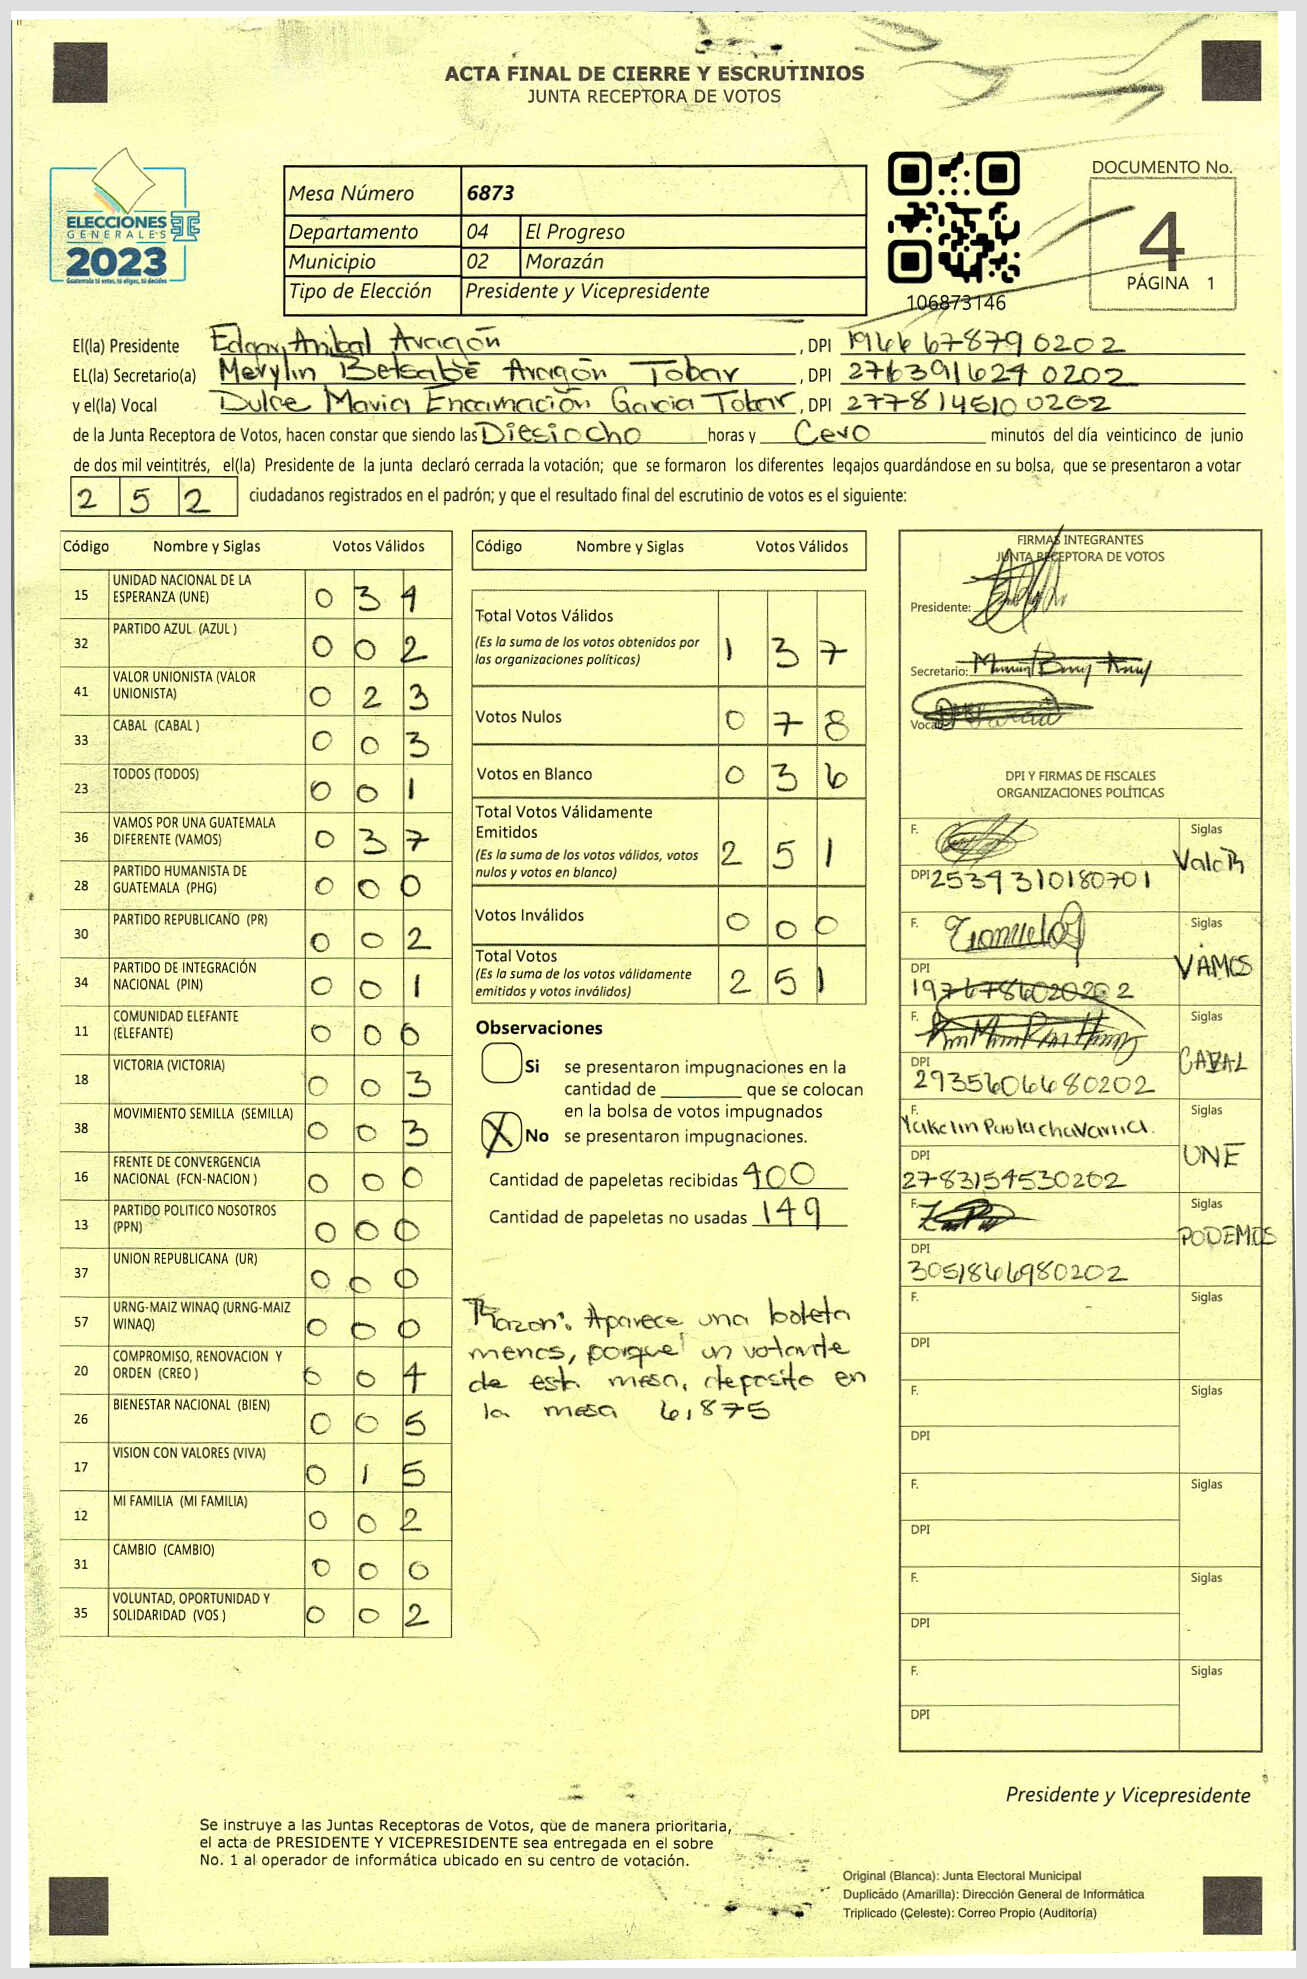 ACTA FINAL DE CIERRE Y ESCRUTINIOS
JUNTA RECEPTORA DE VOTOS
ELECCIONES
GENERALES
2023
Guatemala tú votas, tú eliges, tú decides
Mesa Número 6873
Departamento 04 El Progreso
Municipio 02 Morazán
Tipo de Elección Presidente y Vicepresidente
106873146
DOCUMENTO No.
4
PÁGINA 1
El(la) Presidente Edgar Anibal Aragón, DPI 1966678790202
EL(la) Secretario(a) Merylin Betsabé Aragón Tobar, DPI 2763916240202
y el(la) Vocal Dulce Maria Encarnación Garcia Tobar, DPI 2778145100202
de la Junta Receptora de Votos, hacen constar que siendo las Diesiocho horas y Cero minutos del día veinticinco de junio
de dos mil veintitrés, el(la) Presidente de la junta declaró cerrada la votación; que se formaron los diferentes legajos guardándose en su bolsa, que se presentaron a votar
2 5 2 ciudadanos registrados en el padrón; y que el resultado final del escrutinio de votos es el siguiente:
Código Nombre y Siglas Votos Válidos
15 UNIDAD NACIONAL DE LA ESPERANZA (UNE) 0 3 4
32 PARTIDO AZUL (AZUL ) 0 0 2
41 VALOR UNIONISTA (VALOR UNIONISTA) 0 2 3
33 CABAL (CABAL ) 0 0 3
23 TODOS (TODOS) 0 0 1
36 VAMOS POR UNA GUATEMALA DIFERENTE (VAMOS) 0 3 7
28 PARTIDO HUMANISTA DE GUATEMALA (PHG) 0 0 0
30 PARTIDO REPUBLICANO (PR) 0 0 2
34 PARTIDO DE INTEGRACIÓN NACIONAL (PIN) 0 0 1
11 COMUNIDAD ELEFANTE (ELEFANTE) 0 0 0
18 VICTORIA (VICTORIA) 0 0 3
38 MOVIMIENTO SEMILLA (SEMILLA) 0 0 3
16 FRENTE DE CONVERGENCIA NACIONAL (FCN-NACION ) 0 0 0
13 PARTIDO POLITICO NOSOTROS (PPN) 0 0 0
37 UNION REPUBLICANA (UR) 0 0 0
57 URNG-MAIZ WINAQ (URNG-MAIZ WINAQ) 0 0 0
20 COMPROMISO, RENOVACION Y ORDEN (CREO ) 0 0 4
26 BIENESTAR NACIONAL (BIEN) 0 0 5
17 VISION CON VALORES (VIVA) 0 1 5
12 MI FAMILIA (MI FAMILIA) 0 0 2
31 CAMBIO (CAMBIO) 0 0 0
35 VOLUNTAD, OPORTUNIDAD Y SOLIDARIDAD (VOS ) 0 0 2
Código Nombre y Siglas Votos Válidos
Total Votos Válidos 1 3 7
(Es la suma de los votos obtenidos por
las organizaciones políticas)
Votos Nulos 0 7 8
Votos en Blanco 0 3 6
Total Votos Válidamente
Emitidos 2 5 1
(Es la suma de los votos válidos, votos
nulos y votos en blanco)
Votos Inválidos 0 0 0
Total Votos 2 5 1
(Es la suma de los votos válidamente
emitidos y votos inválidos)
Observaciones
Si se presentaron impugnaciones en la
cantidad de ________ que se colocan
en la bolsa de votos impugnados
X No se presentaron impugnaciones.
Cantidad de papeletas recibidas 400
Cantidad de papeletas no usadas 149
Razon: Aparece una boleta
menos, porque un votante
de esta mesa, deposito en
la mesa 6,875
FIRMAS INTEGRANTES
JUNTA RECEPTORA DE VOTOS
Presidente:
Secretario:
Vocal:
DPI Y FIRMAS DE FISCALES
ORGANIZACIONES POLÍTICAS
F. Siglas
Valor
DPI 2539310180701
F. Siglas
VAMOS
DPI
1976786020202
F. Siglas
CABAL
DPI
2935606680202
F. Siglas
Yakelin Paola chavarria.
UNE
DPI
2783154530202
F. Siglas
PODEMOS
DPI
3051866980202
F. Siglas
DPI
F. Siglas
DPI
F. Siglas
DPI
F. Siglas
DPI
F. Siglas
DPI
Presidente y Vicepresidente
Se instruye a las Juntas Receptoras de Votos, que de manera prioritaria,
el acta de PRESIDENTE Y VICEPRESIDENTE sea entregada en el sobre
No. 1 al operador de informática ubicado en su centro de votación.
Original (Blanca): Junta Electoral Municipal
Duplicado (Amarilla): Dirección General de Informática
Triplicado (Celeste): Correo Propio (Auditoría)